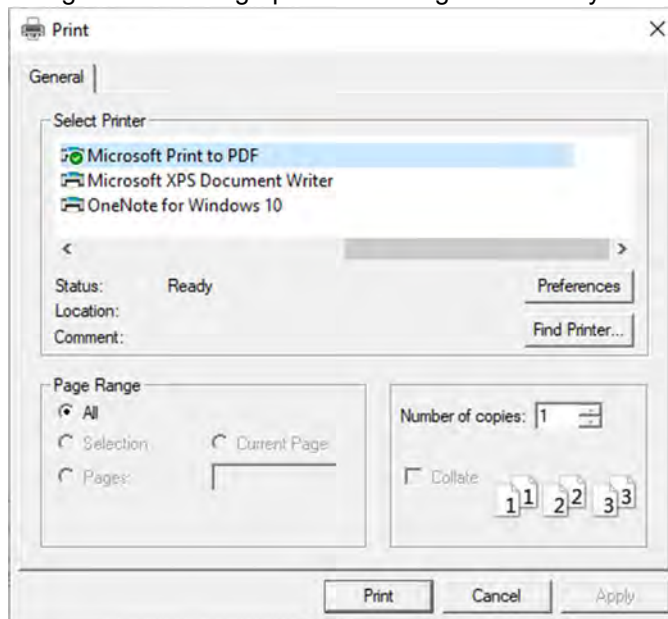 Print
General
Select Printer
Microsoft Print to PDF
Microsoft XPS Document Writer
OneNote for Windows 10
Status: Ready
Preferences
Location:
Comment:
Find Printer...
Page Range
All
Selection Current Page
Pages:
Number of copies: 1
Collate
1 1 2 2 3 3
Print Cancel Apply